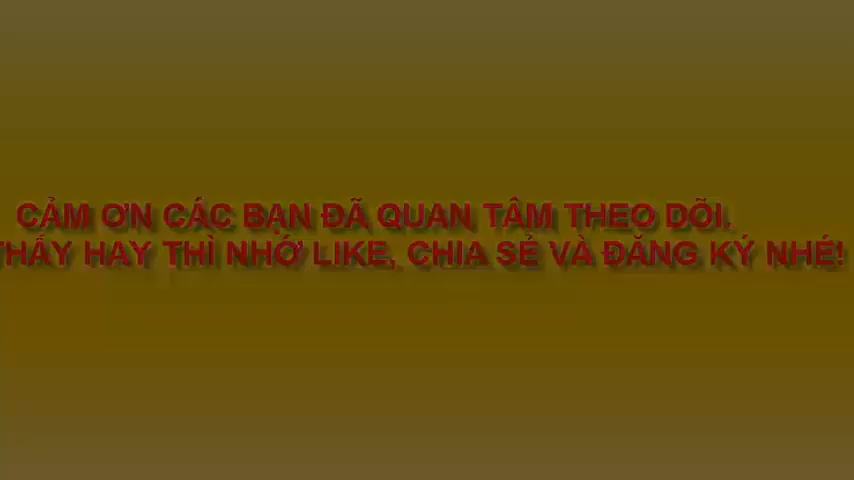 CẢM ƠN CÁC BẠN ĐÃ QUAN TÂM THEO DÕI.
THẤY HAY THÌ NHỚ LIKE, CHIA SẺ VÀ ĐĂNG KÝ NHÉ!